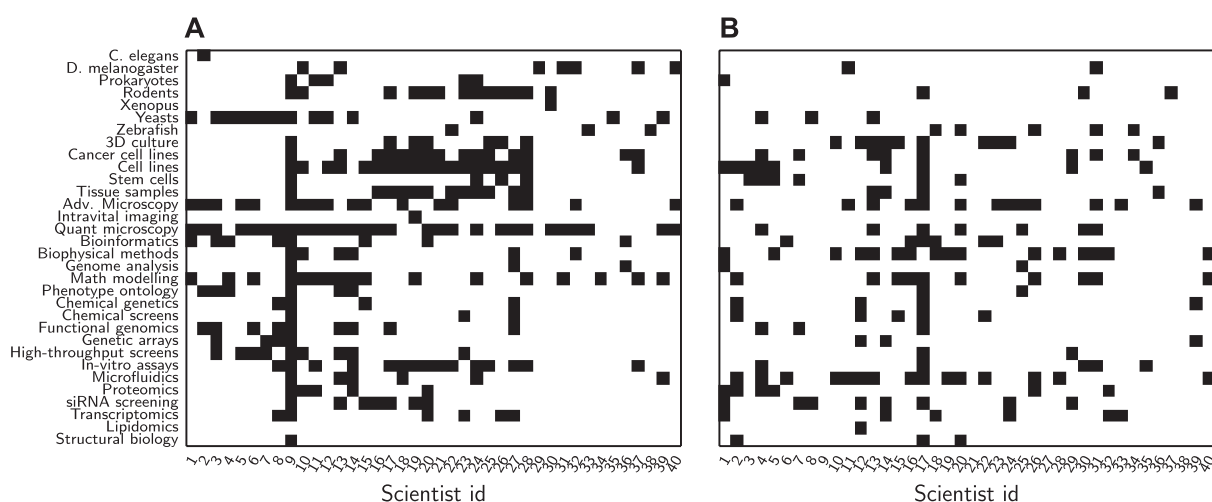 A
B
C. elegans
D. melanogaster
Prokaryotes
Rodents
Xenopus
Yeasts
Zebrafish
3D culture
Cancer cell lines
Cell lines
Stem cells
Tissue samples
Adv. Microscopy
Intravital imaging
Quant microscopy
Bioinformatics
Biophysical methods
Genome analysis
Math modelling
Phenotype ontology
Chemical genetics
Chemical screens
Functional genomics
Genetic arrays
High-throughput screens
In-vitro assays
Microfluidics
Proteomics
siRNA screening
Transcriptomics
Lipidomics
Structural biology
1 2 3 4 5 6 7 8 9 10 11 12 13 14 15 16 17 18 19 20 21 22 23 24 25 26 27 28 29 30 31 32 33 34 35 36 37 38 39 40
1 2 3 4 5 6 7 8 9 10 11 12 13 14 15 16 17 18 19 20 21 22 23 24 25 26 27 28 29 30 31 32 33 34 35 36 37 38 39 40
Scientist id
Scientist id